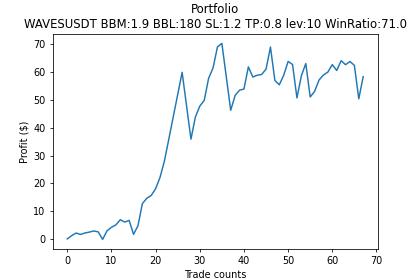 Portfolio
WAVESUSDT BBM:1.9 BBL:180 SL:1.2 TP:0.8 lev:10 WinRatio:71.0
70
60
50
40
30
20
10
0
Profit ($)
0 10 20 30 40 50 60 70
Trade counts